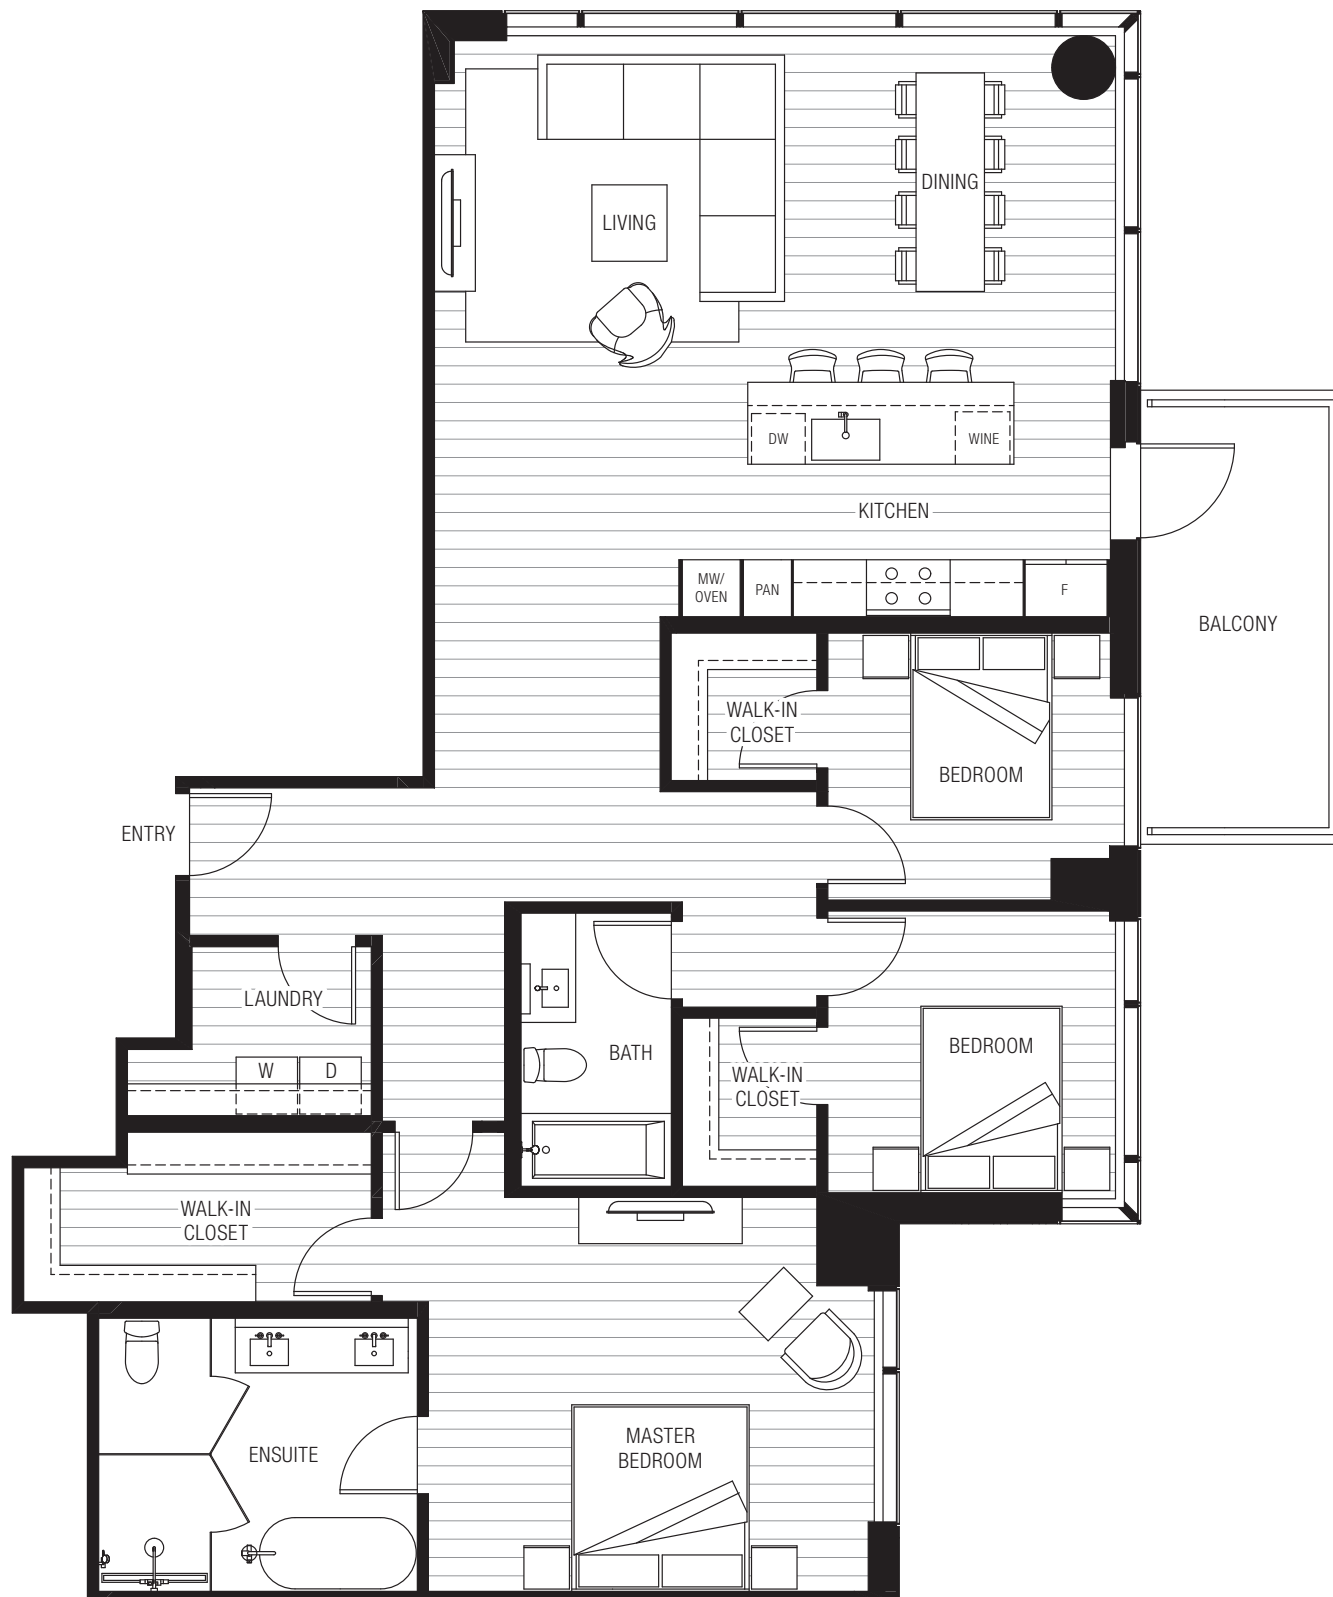 DINING
LIVING
DW
WINE
KITCHEN
MW/
OVEN
PAN
F
BALCONY
WALK-IN
CLOSET
BEDROOM
ENTRY
LAUNDRY
W
D
BATH
BEDROOM
WALK-IN
CLOSET
WALK-IN
CLOSET
MASTER
BEDROOM
ENSUITE